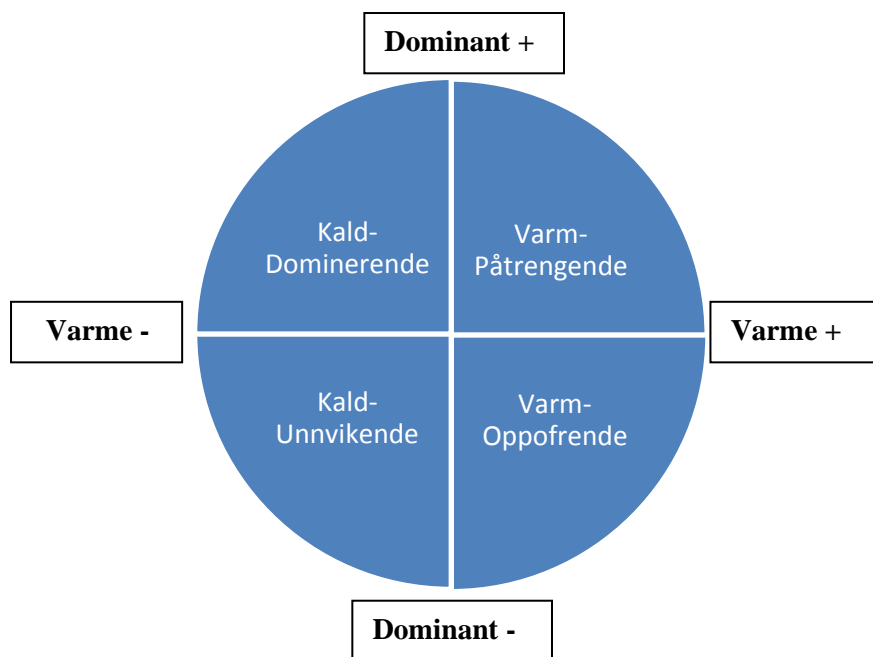 Dominant +
Kald-
Dominerende
Varm-
Påtrengende
Varme -
Varme +
Kald-
Unnvikende
Varm-
Oppofrende
Dominant -